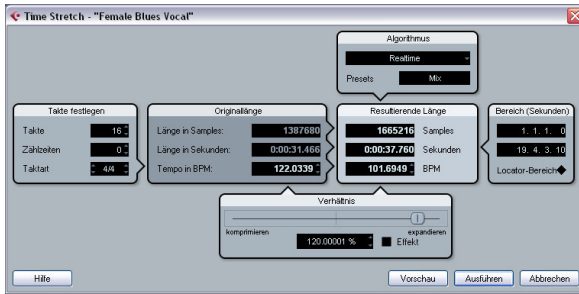 Time Stretch - "Female Blues Vocal"
Algorithmus
Realtime
Presets Mix
Takte festlegen
Takte 16
Zählzeiten 0
Taktart 4/4
Originallänge
Länge in Samples: 1387680
Länge in Sekunden: 0:00:31.466
Tempo in BPM: 122.0339
Resultierende Länge
1665216 Samples
0:00:37.760 Sekunden
101.6949 BPM
Bereich (Sekunden)
1. 1. 1. 0
19. 4. 3. 10
Locator-Bereich
Verhältnis
komprimieren expandieren
120.00001 % Effekt
Hilfe Vorschau Ausführen Abbrechen